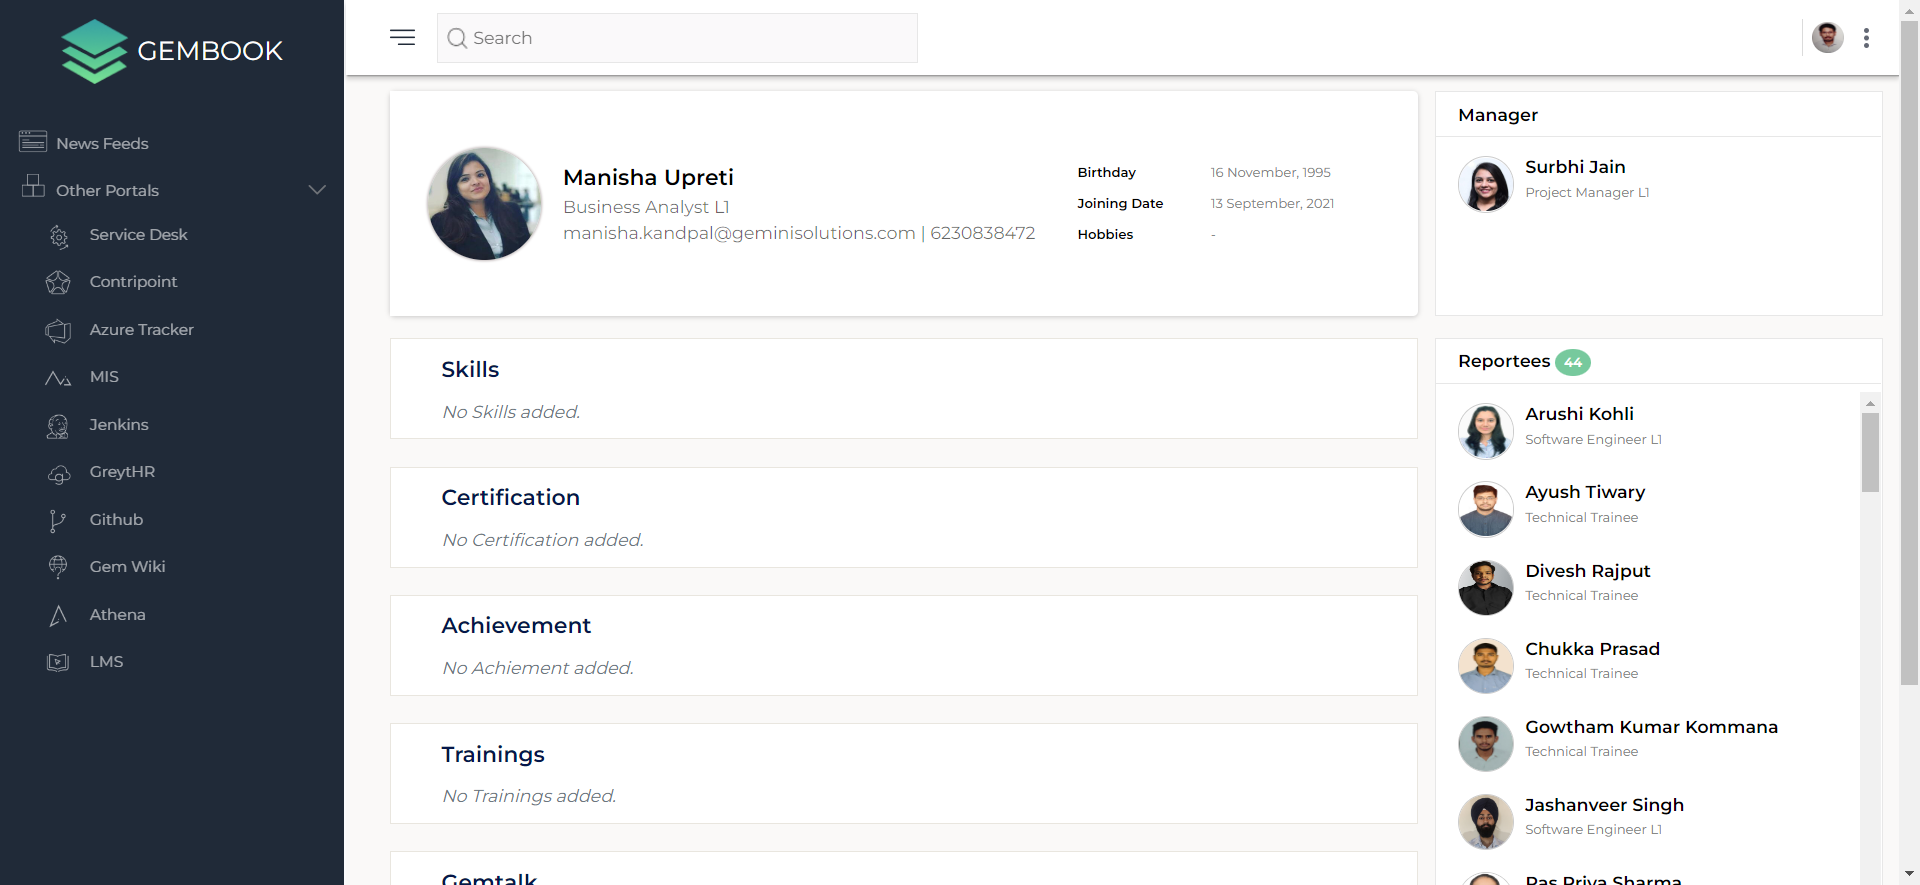 GEMBOOK
News Feeds
Other Portals
Service Desk
Contripoint
Azure Tracker
MIS
Jenkins
GreytHR
Github
Gem Wiki
Athena
LMS
Search
Manisha Upreti
Business Analyst L1
manisha.kandpal@geminisolutions.com | 6230838472
Birthday 16 November, 1995
Joining Date 13 September, 2021
Hobbies -
Skills
No Skills added.
Certification
No Certification added.
Achievement
No Achiement added.
Trainings
No Trainings added.
Gemtalk
Manager
Surbhi Jain
Project Manager L1
Reportees 44
Arushi Kohli
Software Engineer L1
Ayush Tiwary
Technical Trainee
Divesh Rajput
Technical Trainee
Chukka Prasad
Technical Trainee
Gowtham Kumar Kommana
Technical Trainee
Jashanveer Singh
Software Engineer L1
Ras Priya Sharma